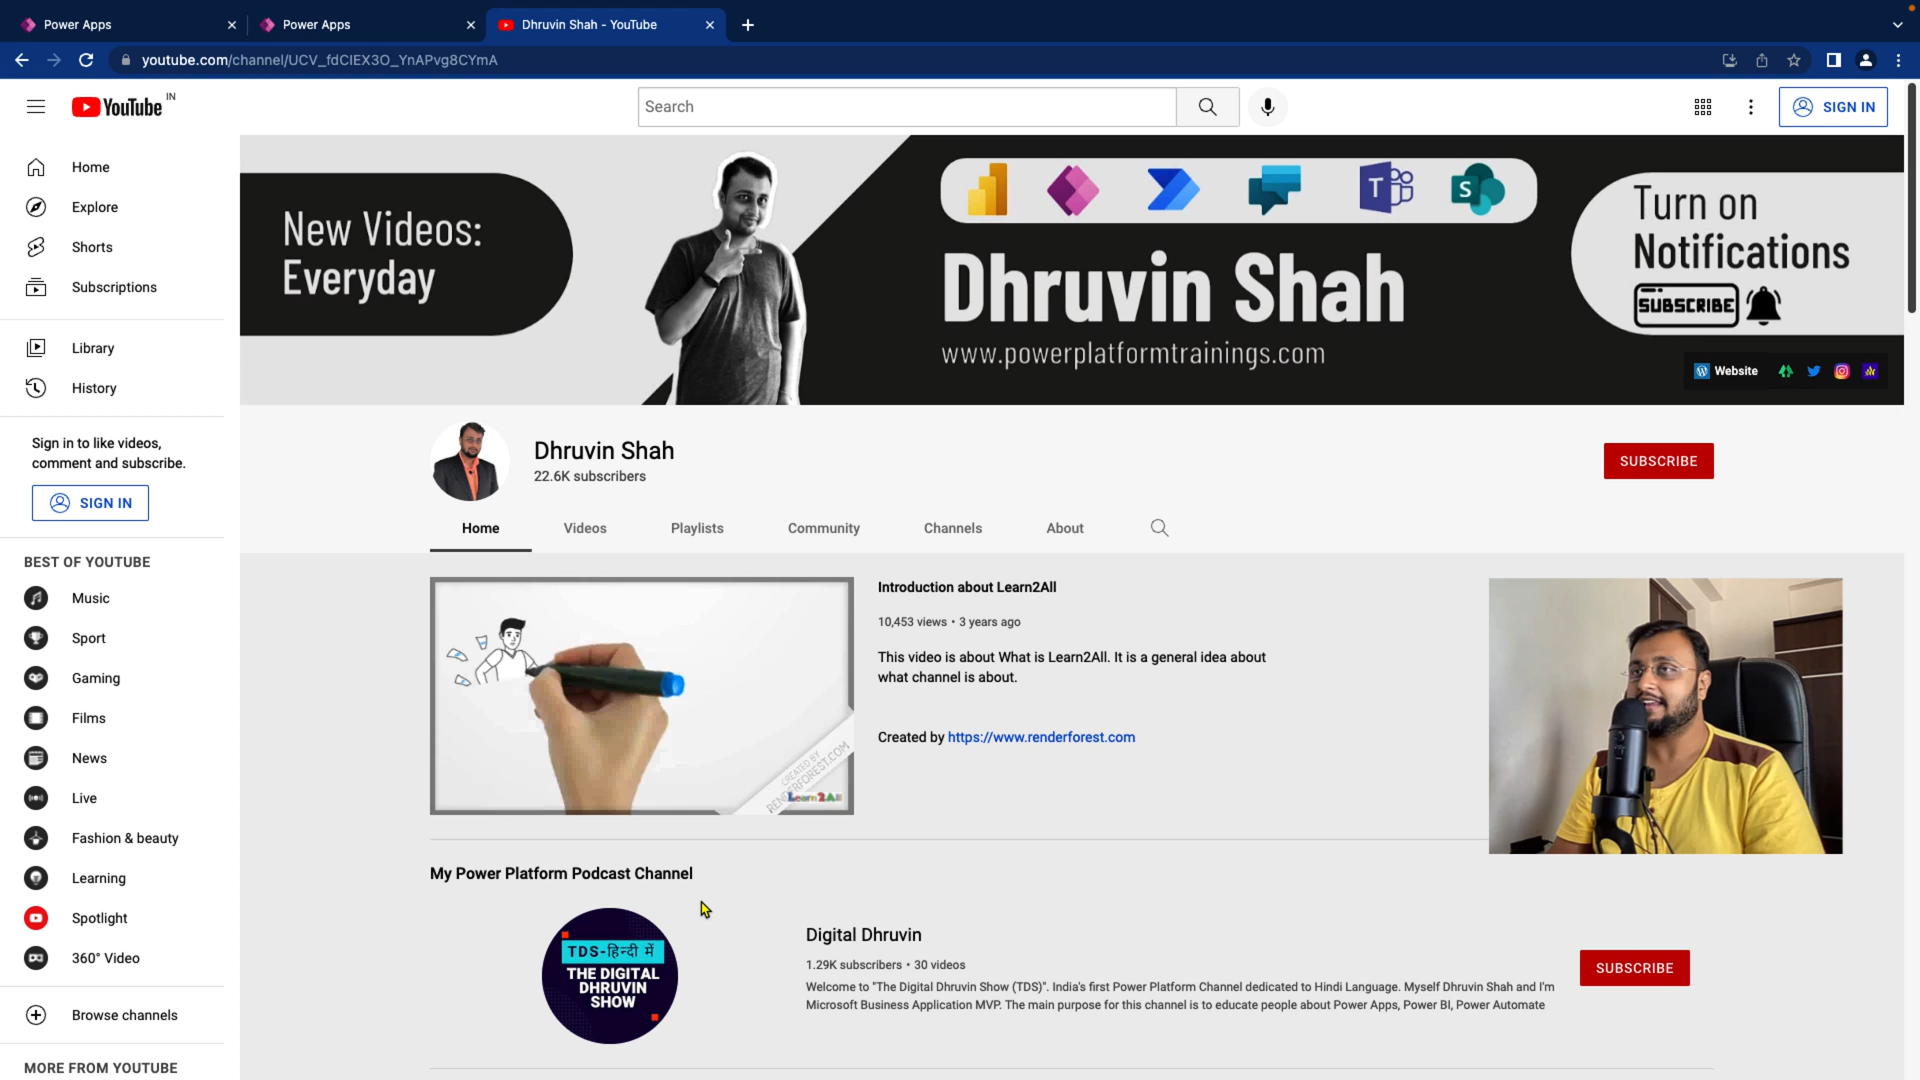 Power Apps
Power Apps
Dhruvin Shah - YouTube
youtube.com/channel/UCV_fdCIEX3O_YnAPvg8CYmA
YouTube IN
Search
SIGN IN
Home
Explore
Shorts
Subscriptions
Library
History
Sign in to like videos,
comment and subscribe.
SIGN IN
BEST OF YOUTUBE
Music
Sport
Gaming
Films
News
Live
Fashion & beauty
Learning
Spotlight
360° Video
Browse channels
MORE FROM YOUTUBE
New Videos:
Everyday
Dhruvin Shah
www.powerplatformtrainings.com
Turn on
Notifications
SUBSCRIBE
Website
Dhruvin Shah
22.6K subscribers
SUBSCRIBE
Home
Videos
Playlists
Community
Channels
About
CREATED BY
RENDERFOREST.COM
Learn2All
Introduction about Learn2All
10,453 views • 3 years ago
This video is about What is Learn2All. It is a general idea about
what channel is about.
Created by https://www.renderforest.com
My Power Platform Podcast Channel
TDS-हिन्दी में
THE DIGITAL
DHRUVIN
SHOW
Digital Dhruvin
1.29K subscribers • 30 videos
Welcome to "The Digital Dhruvin Show (TDS)". India's first Power Platform Channel dedicated to Hindi Language. Myself Dhruvin Shah and I'm
Microsoft Business Application MVP. The main purpose for this channel is to educate people about Power Apps, Power BI, Power Automate
SUBSCRIBE